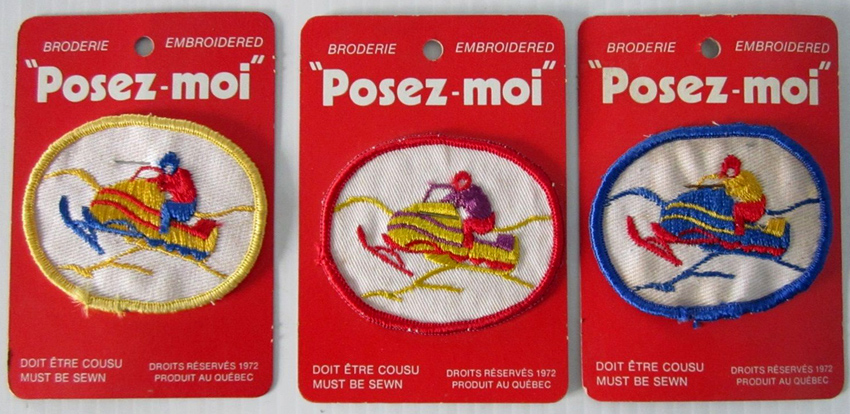 BRODERIE EMBROIDERED
"Posez-moi"
DOIT ÊTRE COUSU
MUST BE SEWN
DROITS RÉSERVÉS 1972
PRODUIT AU QUÉBEC
BRODERIE EMBROIDERED
"Posez-moi"
DOIT ÊTRE COUSU
MUST BE SEWN
DROITS RÉSERVÉS 1972
PRODUIT AU QUÉBEC
BRODERIE EMBROIDERED
"Posez-moi"
DOIT ÊTRE COUSU
MUST BE SEWN
DROITS RÉSERVÉS 1972
PRODUIT AU QUÉBEC